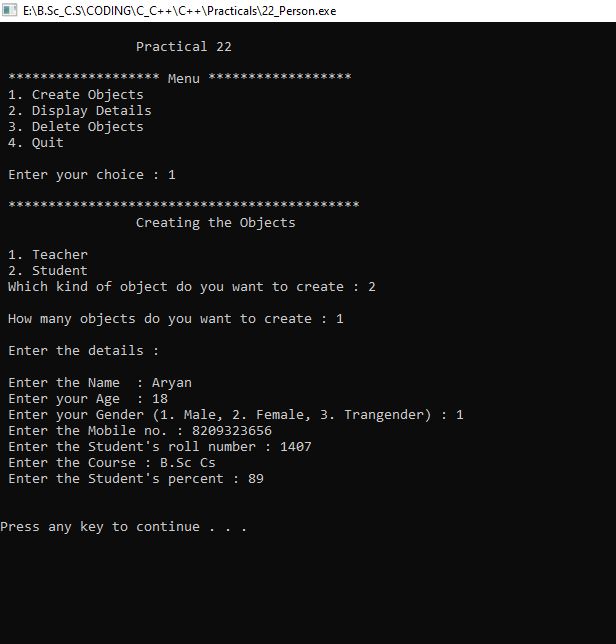 E:\B.Sc_C.S\CODING\C_C++\C++\Practicals\22_Person.exe
Practical 22
******************* Menu ******************
1. Create Objects
2. Display Details
3. Delete Objects
4. Quit
Enter your choice : 1
********************************************
Creating the Objects
1. Teacher
2. Student
Which kind of object do you want to create : 2
How many objects do you want to create : 1
Enter the details :
Enter the Name  : Aryan
Enter your Age  : 18
Enter your Gender (1. Male, 2. Female, 3. Trangender) : 1
Enter the Mobile no. : 8209323656
Enter the Student's roll number : 1407
Enter the Course : B.Sc Cs
Enter the Student's percent : 89
Press any key to continue . . .